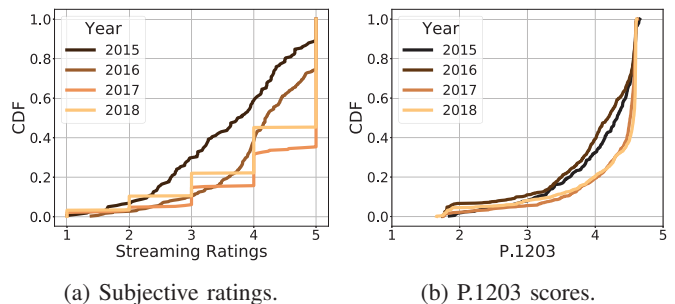 1.0
0.8
0.6
0.4
0.2
0.0
CDF
Year
2015
2016
2017
2018
1 2 3 4 5
Streaming Ratings
(a) Subjective ratings.
1.0
0.8
0.6
0.4
0.2
0.0
CDF
Year
2015
2016
2017
2018
1 2 3 4 5
P.1203
(b) P.1203 scores.